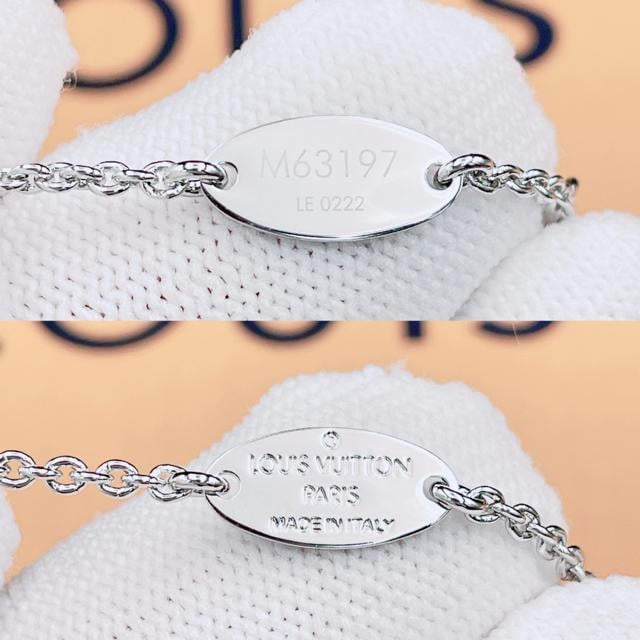 M63197
LE 0222
LOUIS VUITTON
PARIS
MADE IN ITALY